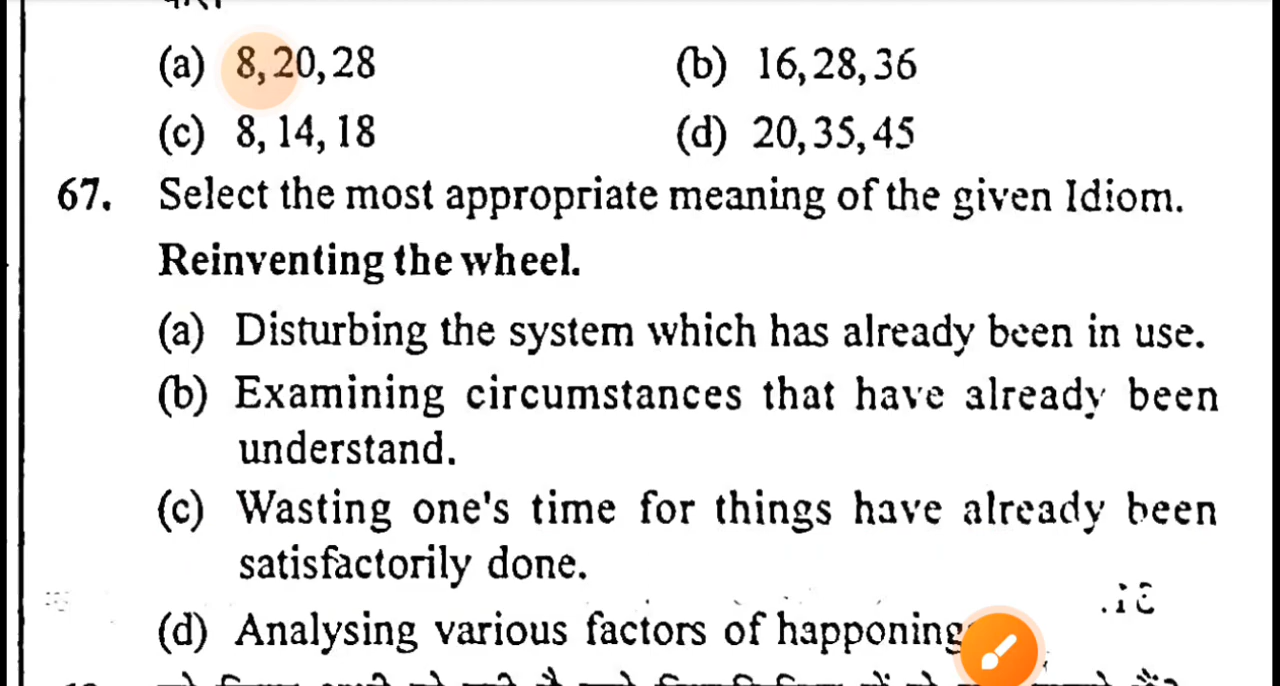 (a) 8, 20, 28 (b) 16, 28, 36
(c) 8, 14, 18 (d) 20, 35, 45
67. Select the most appropriate meaning of the given Idiom.
Reinventing the wheel.
(a) Disturbing the system which has already been in use.
(b) Examining circumstances that have already been
understand.
(c) Wasting one's time for things have already been
satisfactorily done.
(d) Analysing various factors of happoning